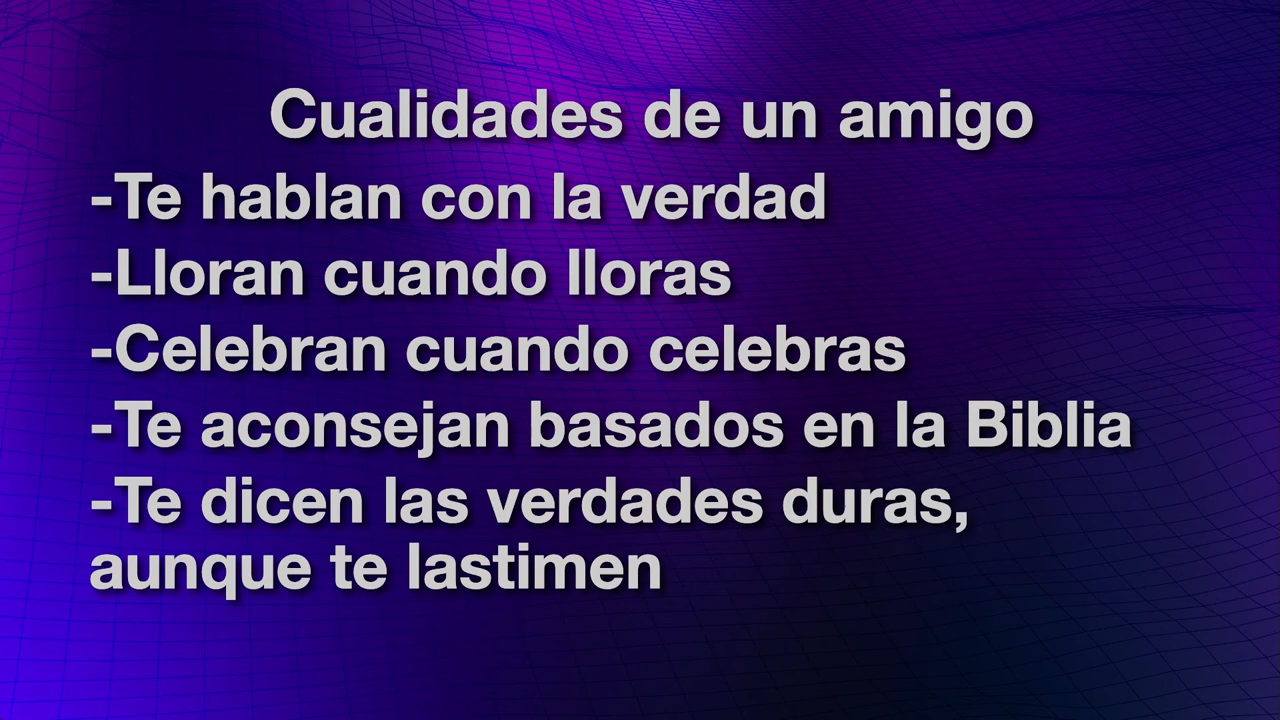 Cualidades de un amigo
-Te hablan con la verdad
-Lloran cuando lloras
-Celebran cuando celebras
-Te aconsejan basados en la Biblia
-Te dicen las verdades duras,
aunque te lastimen